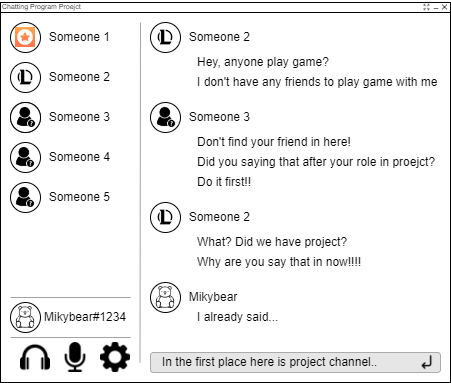 Chatting Program Proejct
Someone 1
Someone 2
Someone 3
Someone 4
Someone 5
Mikybear#1234
Someone 2
Hey, anyone play game?
I don't have any friends to play game with me
Someone 3
Don't find your friend in here!
Did you saying that after your role in proejct?
Do it first!!
Someone 2
What? Did we have project?
Why are you say that in now!!!!
Mikybear
I already said...
In the first place here is project channel..